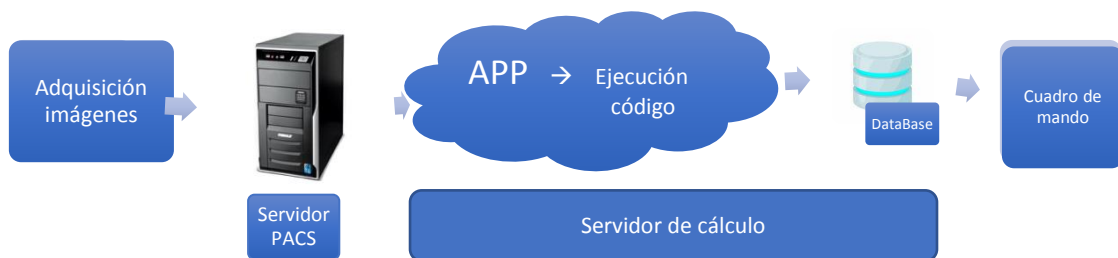 Adquisición
imágenes
Servidor
PACS
APP → Ejecución
código
Servidor de cálculo
DataBase
Cuadro de
mando